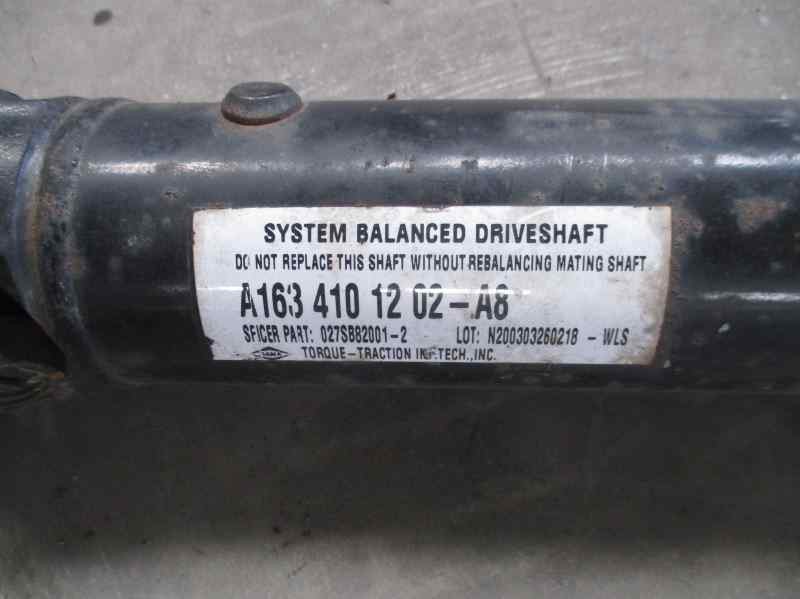 SYSTEM BALANCED DRIVESHAFT
DO NOT REPLACE THIS SHAFT WITHOUT REBALANCING MATING SHAFT
A163 410 12 02-A8
SPICER PART: 027SB82001-2 LOT: N200303260218 - WLS
DANA TORQUE-TRACTION INT.TECH.,INC.